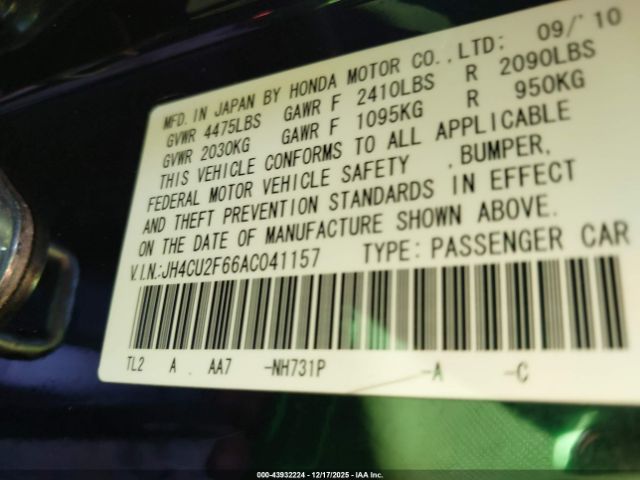 MFD. IN JAPAN BY HONDA MOTOR CO., LTD: 09/'10
GVWR 4475LBS GAWR F 2410LBS R 2090LBS
GVWR 2030KG GAWR F 1095KG R 950KG
THIS VEHICLE CONFORMS TO ALL APPLICABLE
FEDERAL MOTOR VEHICLE SAFETY ,BUMPER,
AND THEFT PREVENTION STANDARDS IN EFFECT
ON THE DATE OF MANUFACTURE SHOWN ABOVE.
V.I.N.:JH4CU2F66AC041157 TYPE:PASSENGER CAR
TL2 A . AA7 -NH731P -A -C
000-43932224 | 12/17/2025 | IAA Inc.